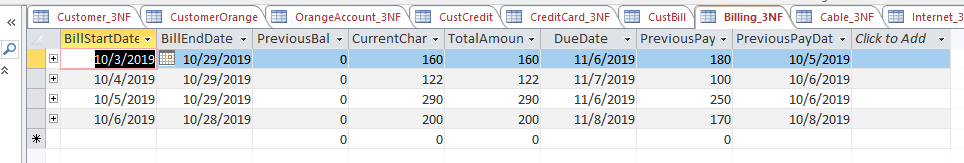 Customer_3NF CustomerOrange OrangeAccount_3NF CustCredit CreditCard_3NF CustBill Billing_3NF Cable_3NF Internet_3
BillStartDate BillEndDate PreviousBal CurrentChar TotalAmoun DueDate PreviousPay PreviousPayDat Click to Add
10/3/2019 10/29/2019 0 160 160 11/6/2019 180 10/5/2019
10/4/2019 10/29/2019 0 122 122 11/7/2019 100 10/6/2019
10/5/2019 10/29/2019 0 290 290 11/6/2019 250 10/6/2019
10/6/2019 10/28/2019 0 200 200 11/8/2019 170 10/8/2019
0 0 0 0